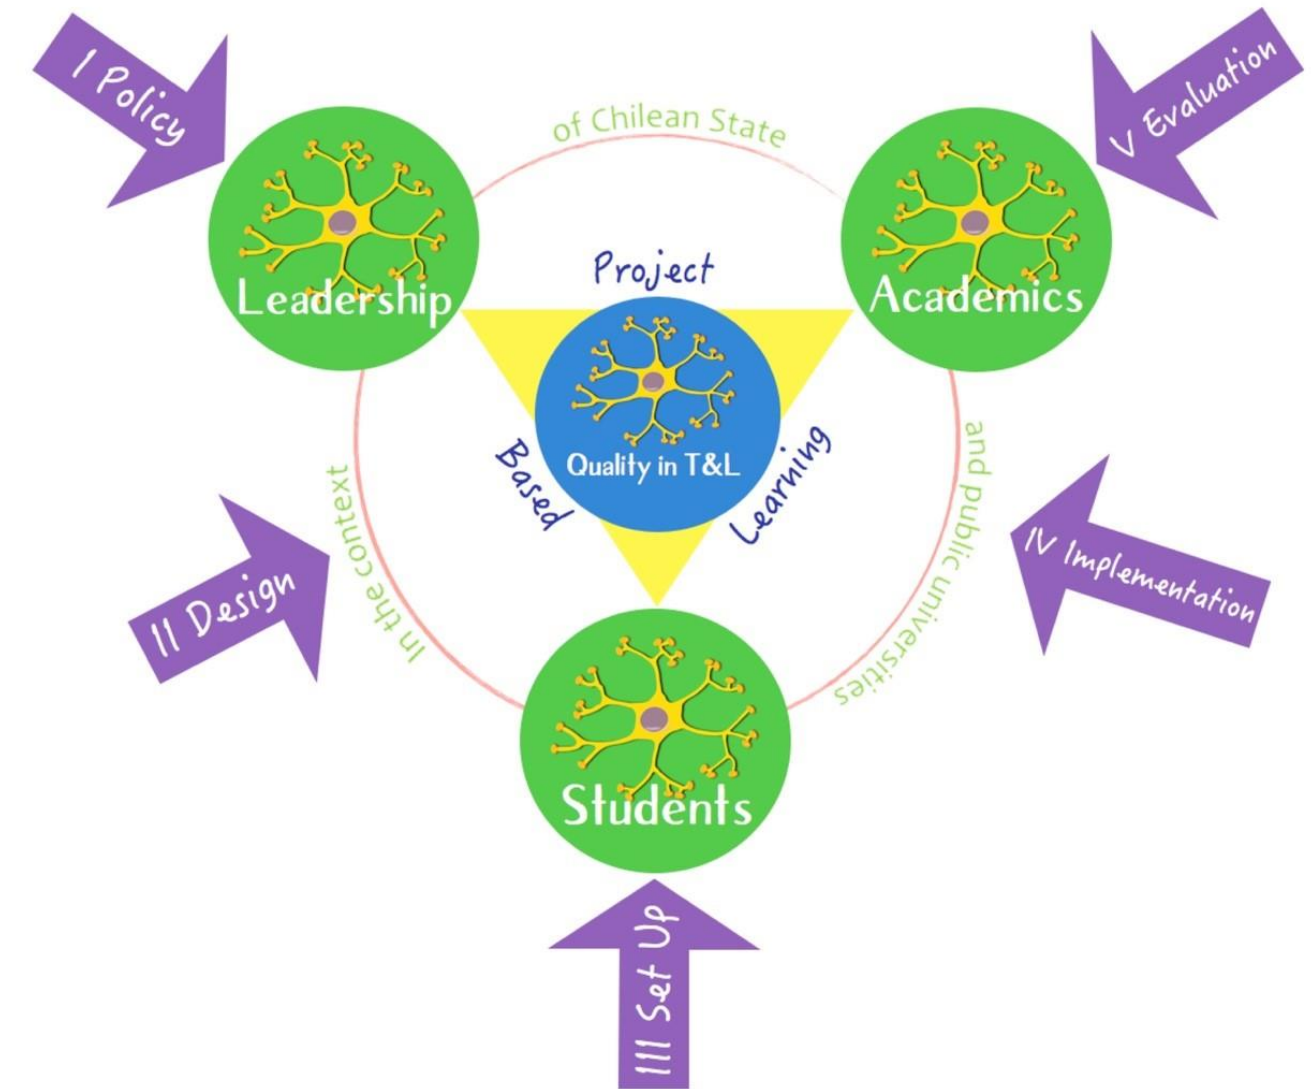 I Policy
V Evaluation
of Chilean State
Leadership
Academics
Project
Quality in T&L
Based
Learning
In the context
and public universities
II Design
IV Implementation
Students
III Set Up